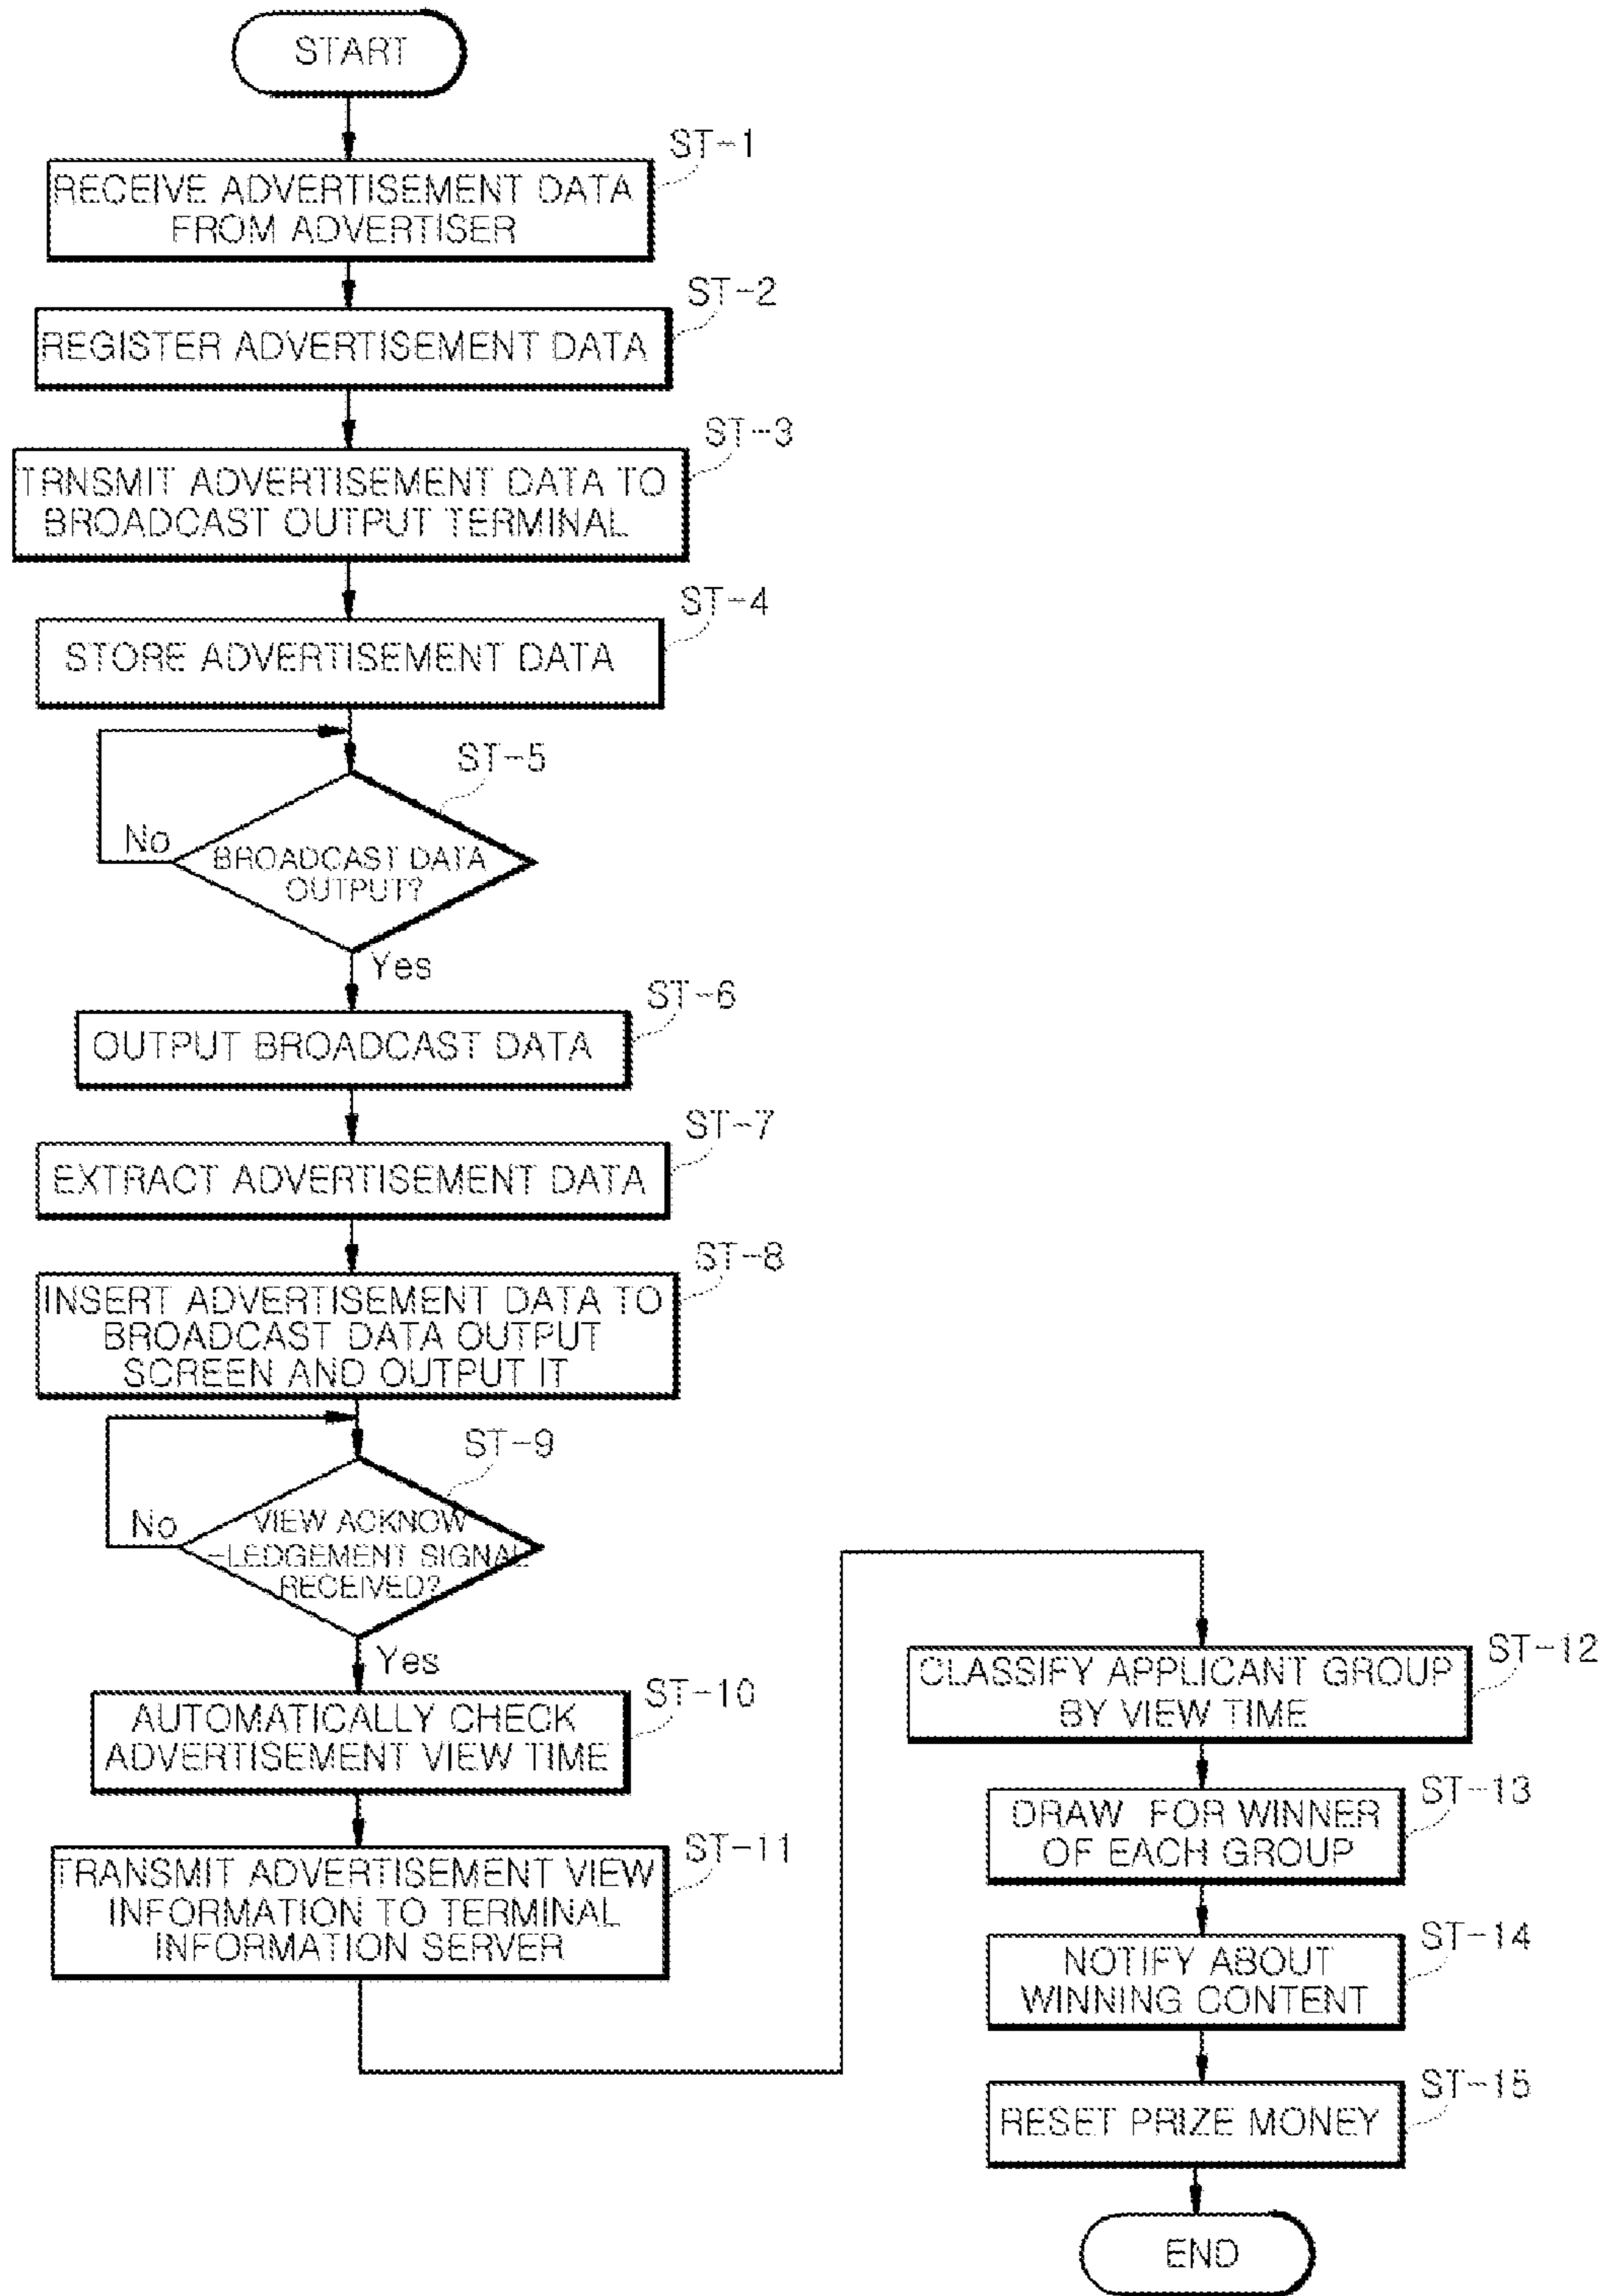 START
ST-1
RECEIVE ADVERTISEMENT DATA
FROM ADVERTISER
ST-2
REGISTER ADVERTISEMENT DATA
ST-3
TRNSMIT ADVERTISEMENT DATA TO
BROADCAST OUTPUT TERMINAL
ST-4
STORE ADVERTISEMENT DATA
ST-5
No
BROADCAST DATA
OUTPUT?
Yes
ST-6
OUTPUT BROADCAST DATA
ST-7
EXTRACT ADVERTISEMENT DATA
ST-8
INSERT ADVERTISEMENT DATA TO
BROADCAST DATA OUTPUT
SCREEN AND OUTPUT IT
ST-9
No
VIEW ACKNOW
-LEDGEMENT SIGNAL
RECEIVED?
Yes
ST-10
AUTOMATICALLY CHECK
ADVERTISEMENT VIEW TIME
ST-11
TRANSMIT ADVERTISEMENT VIEW
INFORMATION TO TERMINAL
INFORMATION SERVER
ST-12
CLASSIFY APPLICANT GROUP
BY VIEW TIME
ST-13
DRAW FOR WINNER
OF EACH GROUP
ST-14
NOTIFY ABOUT
WINNING CONTENT
ST-15
RESET PRIZE MONEY
END